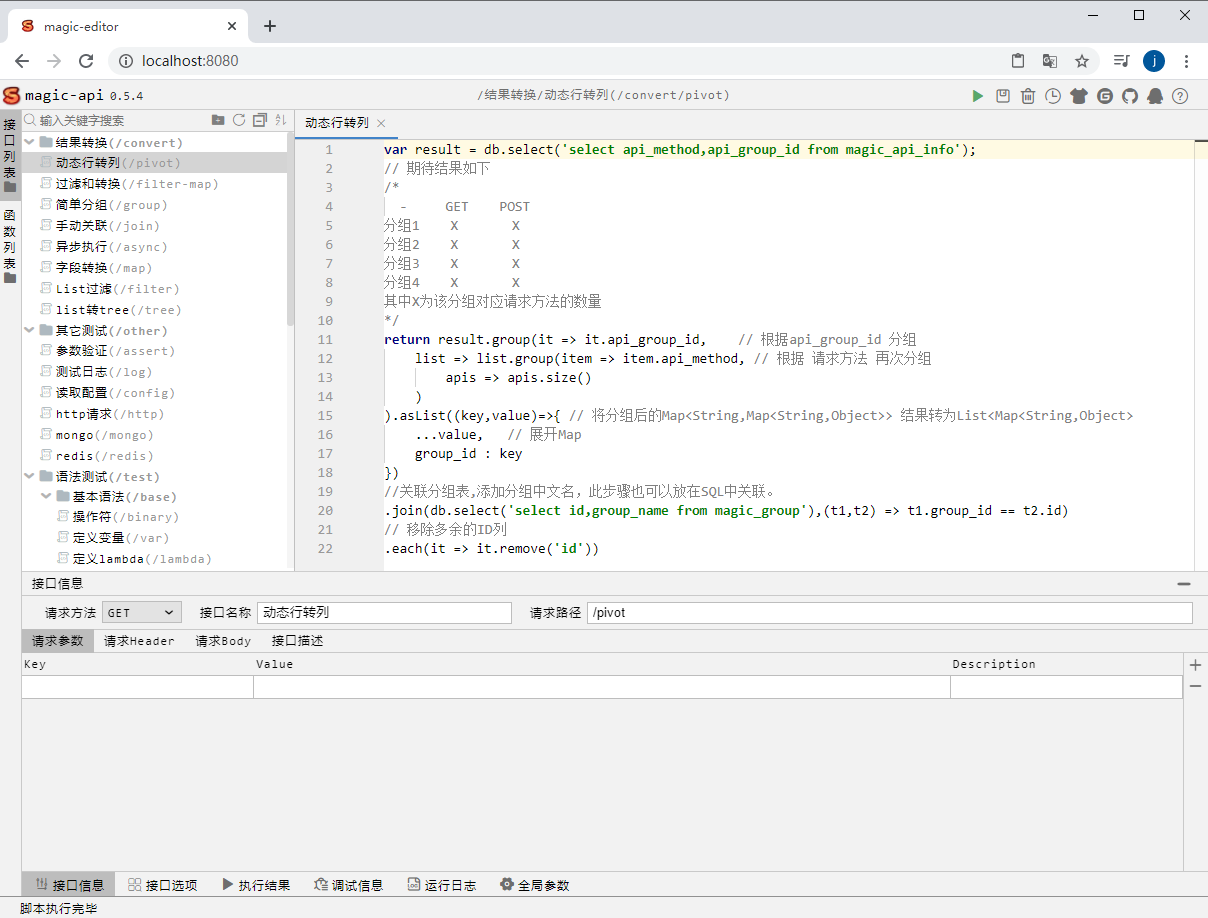 magic-editor
localhost:8080
j
magic-api 0.5.4
/结果转换/动态行转列(/convert/pivot)
接口列表
函数列表
输入关键字搜索
结果转换(/convert)
动态行转列(/pivot)
过滤和转换(/filter-map)
简单分组(/group)
手动关联(/join)
异步执行(/async)
字段转换(/map)
List过滤(/filter)
list转tree(/tree)
其它测试(/other)
参数验证(/assert)
测试日志(/log)
读取配置(/config)
http请求(/http)
mongo(/mongo)
redis(/redis)
语法测试(/test)
基本语法(/base)
操作符(/binary)
定义变量(/var)
定义lambda(/lambda)
动态行转列
1 var result = db.select('select api_method,api_group_id from magic_api_info');
2 // 期待结果如下
3 /*
4 - GET POST
5 分组1 X X
6 分组2 X X
7 分组3 X X
8 分组4 X X
9 其中X为该分组对应请求方法的数量
10 */
11 return result.group(it => it.api_group_id, // 根据api_group_id 分组
12 list => list.group(item => item.api_method, // 根据 请求方法 再次分组
13 apis => apis.size()
14 )
15 ).asList((key,value)=>{ // 将分组后的Map<String,Map<String,Object>> 结果转为List<Map<String,Object>
16 ...value, // 展开Map
17 group_id : key
18 })
19 //关联分组表,添加分组中文名，此步骤也可以放在SQL中关联。
20 .join(db.select('select id,group_name from magic_group'),(t1,t2) => t1.group_id == t2.id)
21 // 移除多余的ID列
22 .each(it => it.remove('id'))
接口信息
请求方法 GET 接口名称 动态行转列 请求路径 /pivot
请求参数 请求Header 请求Body 接口描述
Key Value Description
接口信息 接口选项 执行结果 调试信息 运行日志 全局参数
脚本执行完毕